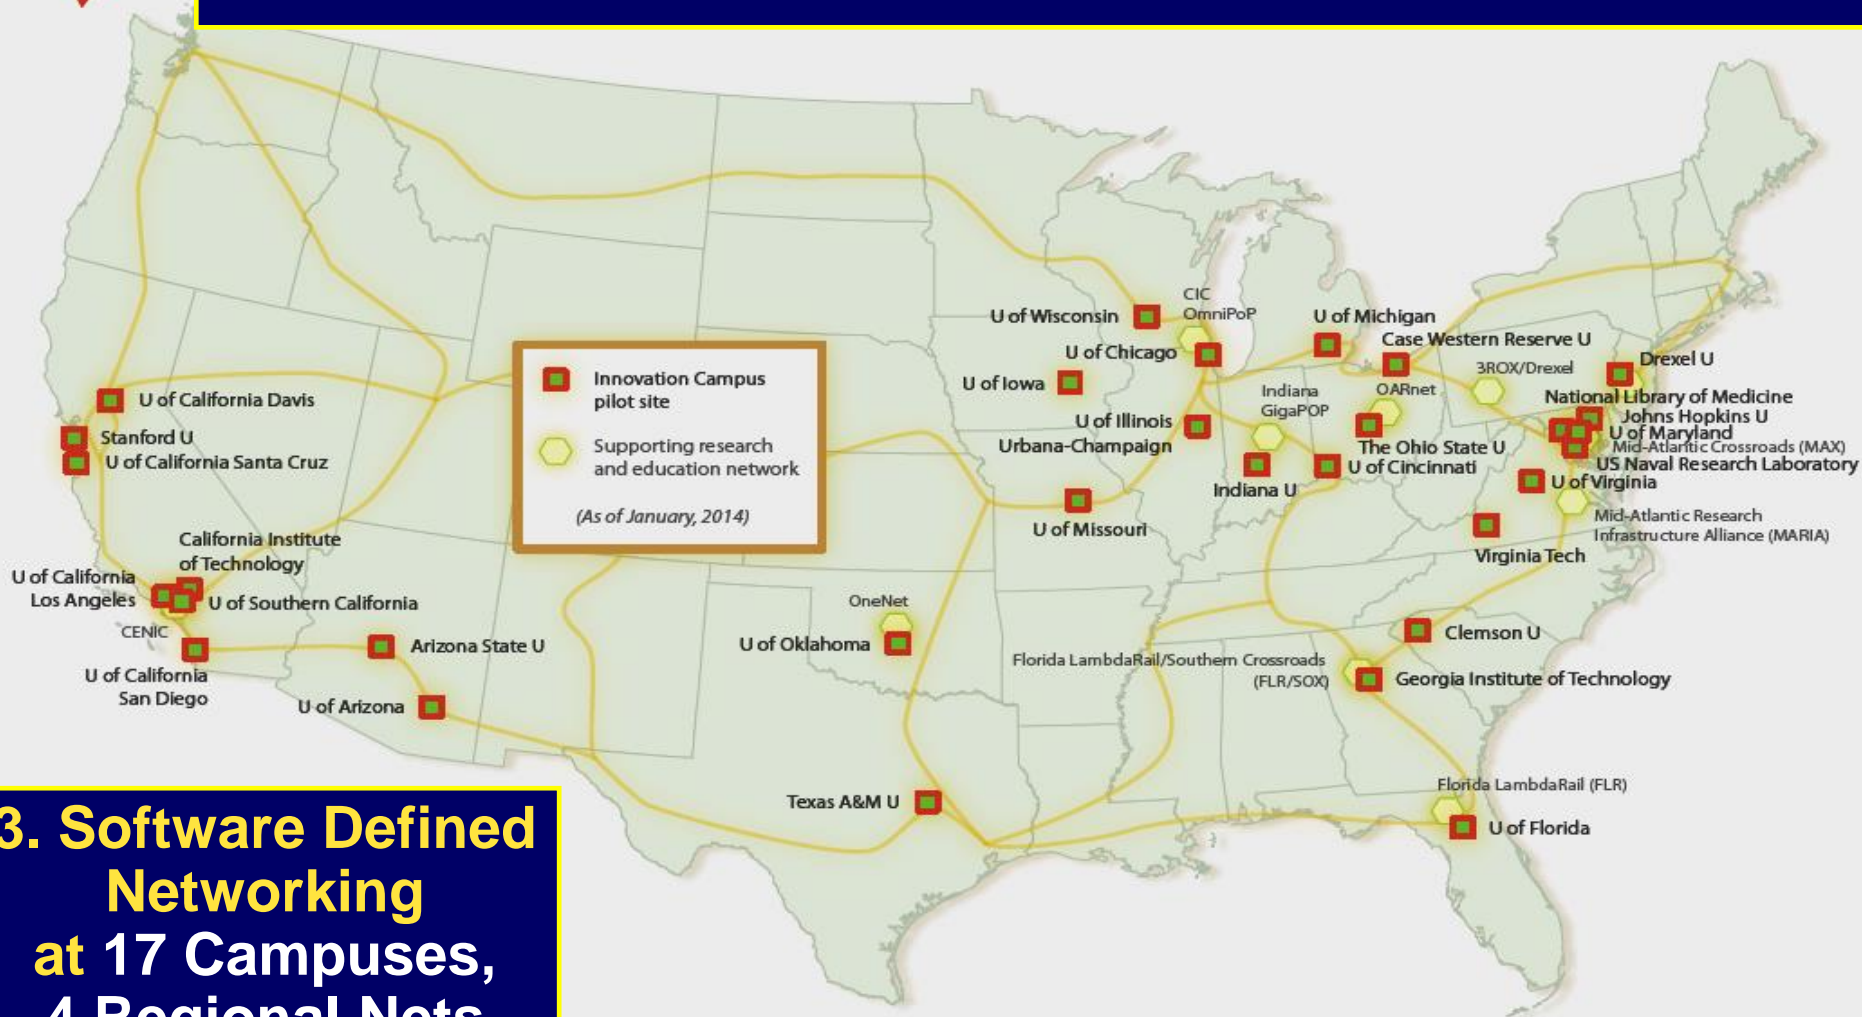 U of Wisconsin
CIC
OmniPoP
U of Michigan
Case Western Reserve U
U of Chicago
3ROX/Drexel
Drexel U
U of Iowa
Indiana
GigaPOP
OARnet
National Library of Medicine
Johns Hopkins U
U of Illinois
Urbana-Champaign
The Ohio State U
U of Maryland
Mid-Atlantic Crossroads (MAX)
US Naval Research Laboratory
U of Cincinnati
Indiana U
U of Virginia
U of Missouri
Mid-Atlantic Research
Infrastructure Alliance (MARIA)
Virginia Tech
Innovation Campus
pilot site
Supporting research
and education network
(As of January, 2014)
U of California Davis
Stanford U
U of California Santa Cruz
California Institute
of Technology
U of California
Los Angeles
U of Southern California
CENIC
U of California
San Diego
Arizona State U
U of Arizona
OneNet
U of Oklahoma
Clemson U
Florida LambdaRail/Southern Crossroads
(FLR/SOX)
Georgia Institute of Technology
Texas A&M U
Florida LambdaRail (FLR)
U of Florida
3. Software Defined
Networking
at 17 Campuses,
4 Regional Nets